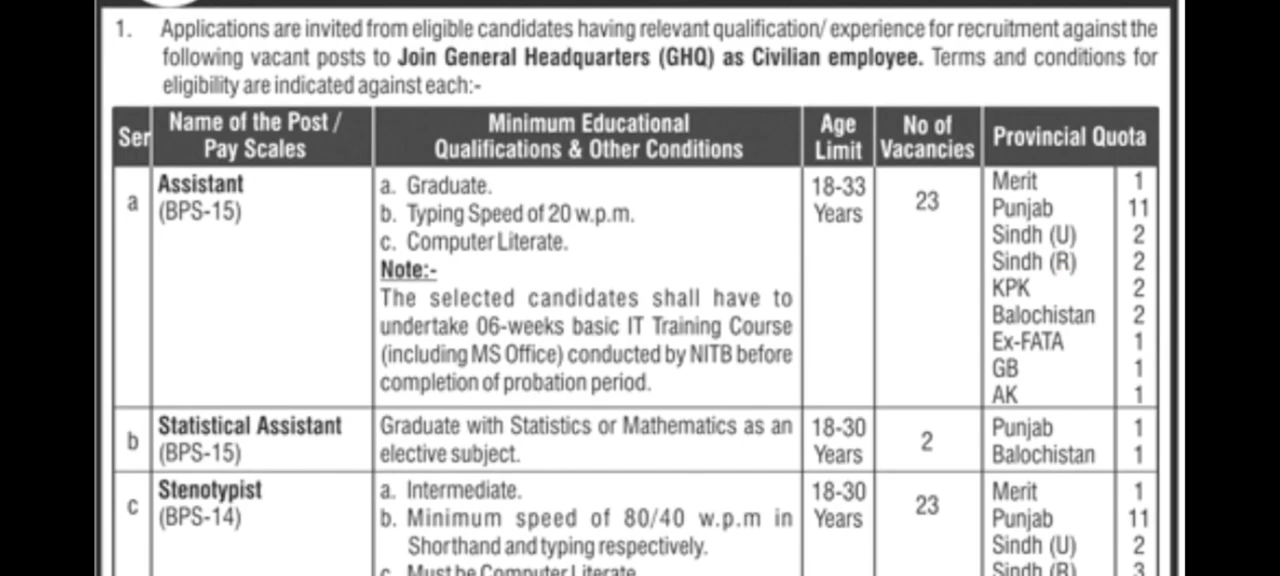 1. Applications are invited from eligible candidates having relevant qualification/ experience for recruitment against the
following vacant posts to Join General Headquarters (GHQ) as Civilian employee. Terms and conditions for
eligibility are indicated against each:-
Ser
Name of the Post /
Pay Scales
Minimum Educational
Qualifications & Other Conditions
Age
Limit
No of
Vacancies
Provincial Quota
a
Assistant
(BPS-15)
a. Graduate.
b. Typing Speed of 20 w.p.m.
c. Computer Literate.
Note:-
The selected candidates shall have to
undertake 06-weeks basic IT Training Course
(including MS Office) conducted by NITB before
completion of probation period.
18-33
Years
23
Merit 1
Punjab 11
Sindh (U) 2
Sindh (R) 2
KPK 2
Balochistan 2
Ex-FATA 1
GB 1
AK 1
b
Statistical Assistant
(BPS-15)
Graduate with Statistics or Mathematics as an
elective subject.
18-30
Years
2
Punjab 1
Balochistan 1
c
Stenotypist
(BPS-14)
a. Intermediate.
b. Minimum speed of 80/40 w.p.m in
Shorthand and typing respectively.
c. Must be Computer Literate
18-30
Years
23
Merit 1
Punjab 11
Sindh (U) 2
Sindh (R) 3